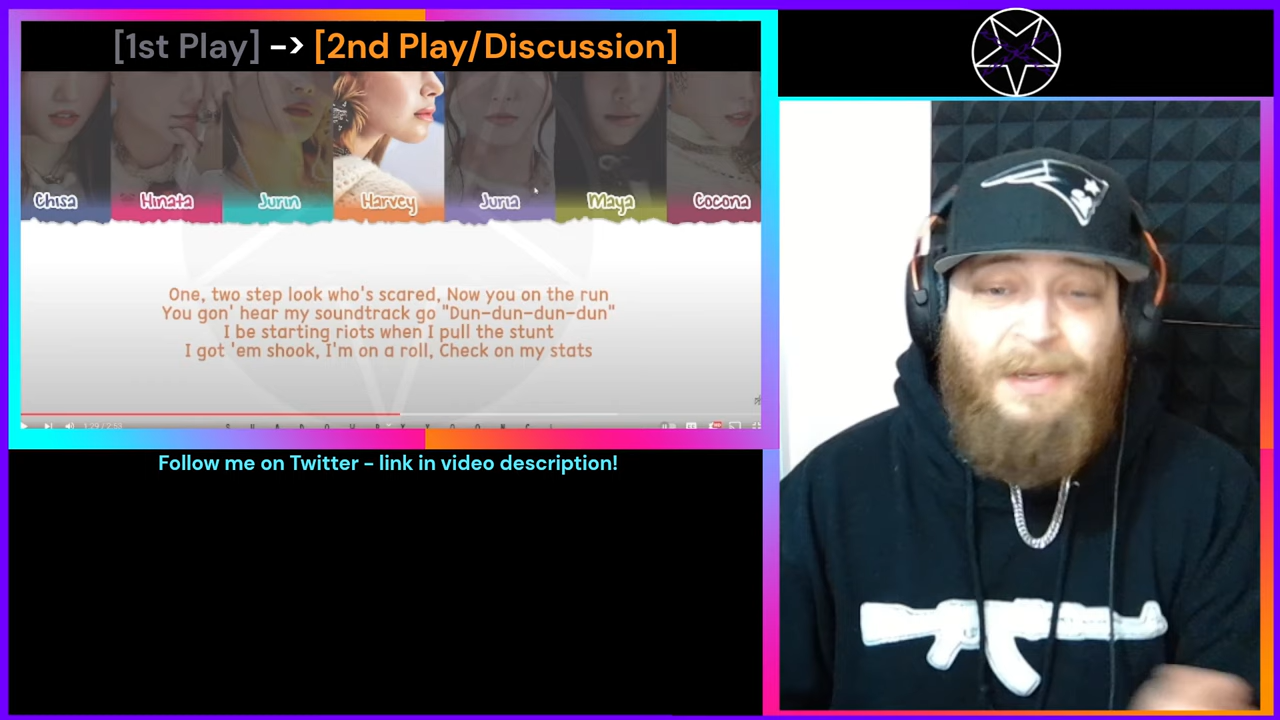 [1st Play] -> [2nd Play/Discussion]
Chisa Hinata Jurin Harvey Juria Maya Cocona
One, two step look who's scared, Now you on the run
You gon' hear my soundtrack go "Dun-dun-dun-dun"
I be starting riots when I pull the stunt
I got 'em shook, I'm on a roll, Check on my stats
Follow me on Twitter - link in video description!